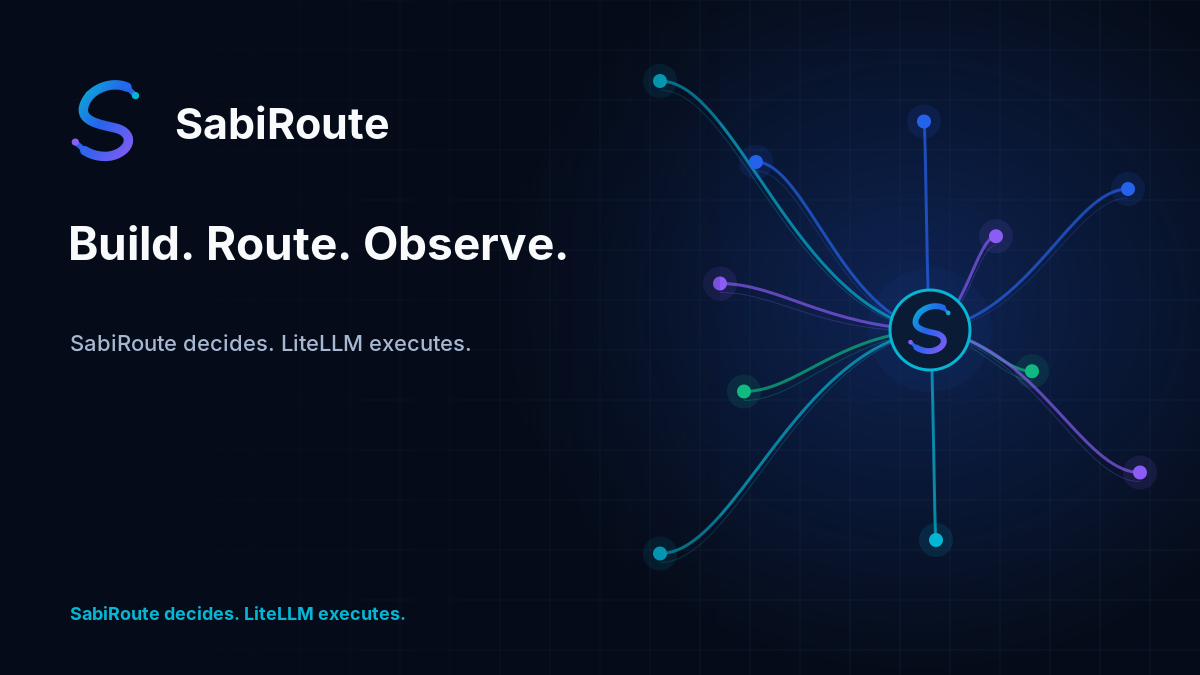 SabiRoute
Build. Route. Observe.
SabiRoute decides. LiteLLM executes.
SabiRoute decides. LiteLLM executes.